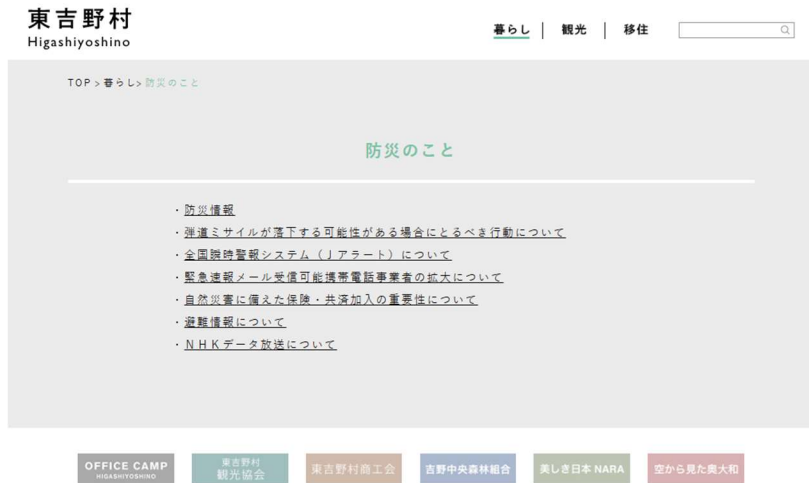 東吉野村
Higashiyoshino
暮らし | 観光 | 移住
TOP > 暮らし> 防災のこと
防災のこと
・防災情報
・弾道ミサイルが落下する可能性がある場合にとるべき行動について
・全国瞬時警報システム（Ｊアラート）について
・緊急速報メール受信可能携帯電話事業者の拡大について
・自然災害に備えた保険・共済加入の重要性について
・避難情報について
・ＮＨＫデータ放送について
OFFICE CAMP
HIGASHIYOSHINO
東吉野村
観光協会
東吉野村商工会
吉野中央森林組合
美しき日本 NARA
空から見た奥大和